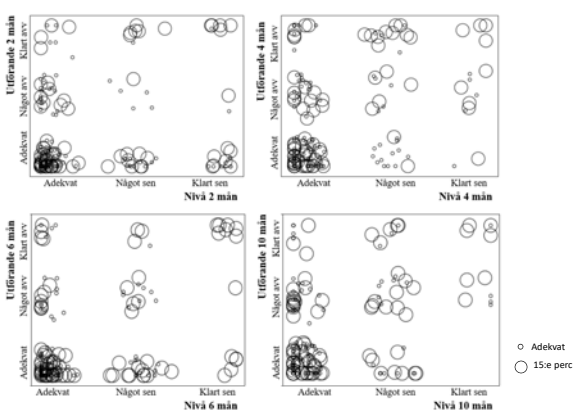 Utförande 2 mån
Klart avv
Något avv
Adekvat
Adekvat Något sen Klart sen
Nivå 2 mån
Utförande 4 mån
Klart avv
Något avv
Adekvat
Adekvat Något sen Klart sen
Nivå 4 mån
Utförande 6 mån
Klart avv
Något avv
Adekvat
Adekvat Något sen Klart sen
Nivå 6 mån
Utförande 10 mån
Klart avv
Något avv
Adekvat
Adekvat Något sen Klart sen
Nivå 10 mån
Adekvat
15:e perc